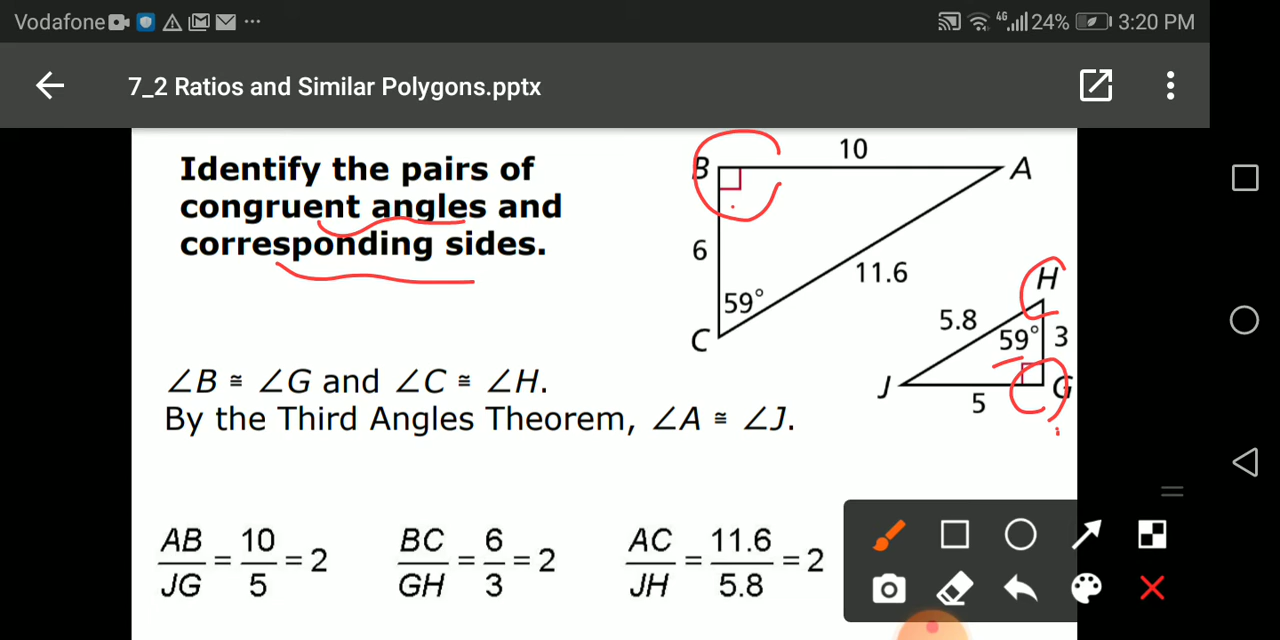 Vodafone ... 4G 24% 3:20 PM
7_2 Ratios and Similar Polygons.pptx
Identify the pairs of
congruent angles and
corresponding sides.
B 10 A
6
11.6
59°
C
H
5.8
59° 3
J
G
5
∠B ≅ ∠G and ∠C ≅ ∠H.
By the Third Angles Theorem, ∠A ≅ ∠J.
AB/JG = 10/5 = 2 BC/GH = 6/3 = 2 AC/JH = 11.6/5.8 = 2